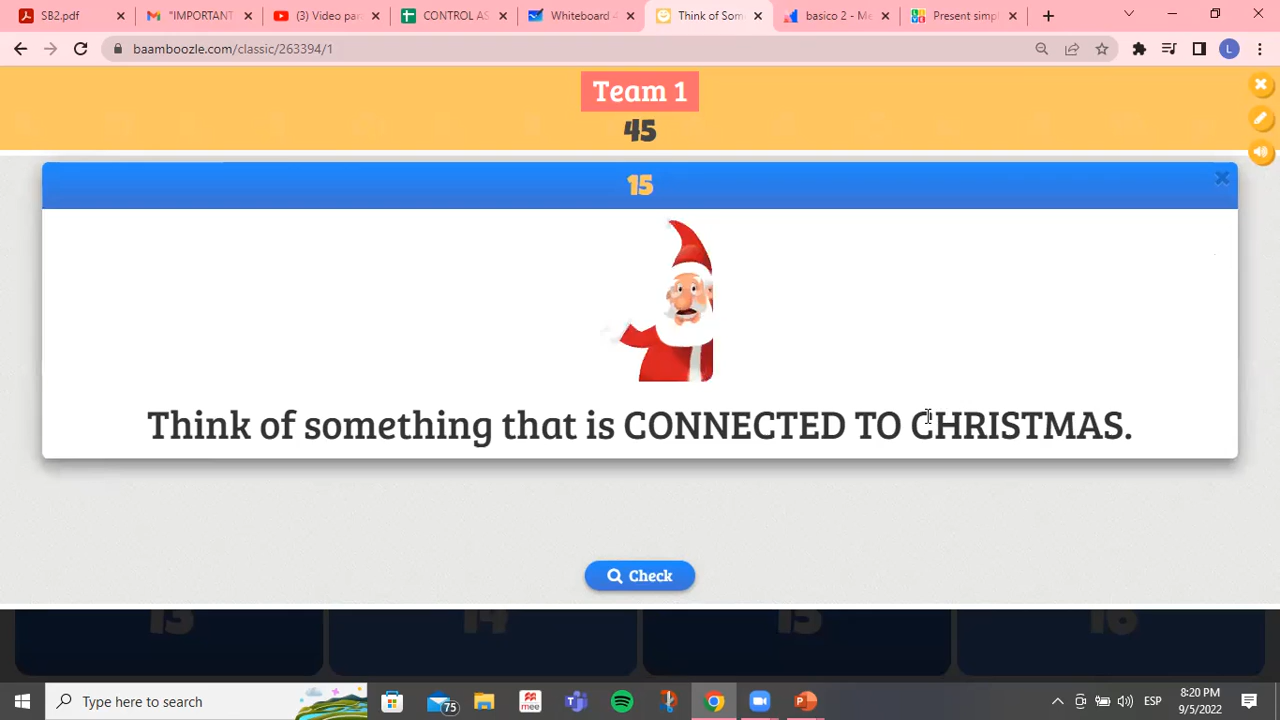 SB2.pdf
"IMPORTANT
(3) Video par
CONTROL AS
Whiteboard
Think of Som
basico 2 - Me
Present simpl
baamboozle.com/classic/263394/1
L
Team 1
45
15
Think of something that is CONNECTED TO CHRISTMAS.
Check
13
14
15
16
Type here to search
75
mee
ESP
8:20 PM
9/5/2022